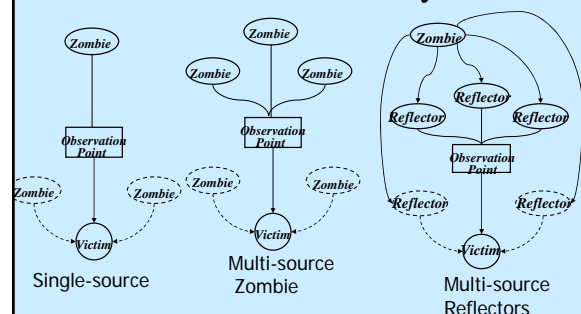 Zombie
Observation
Point
Zombie
Zombie
Victim
Single-source
Zombie
Zombie
Zombie
Observation
Point
Zombie
Zombie
Victim
Multi-source
Zombie
Zombie
Reflector
Reflector
Reflector
Observation
Point
Reflector
Reflector
Victim
Multi-source
Reflectors